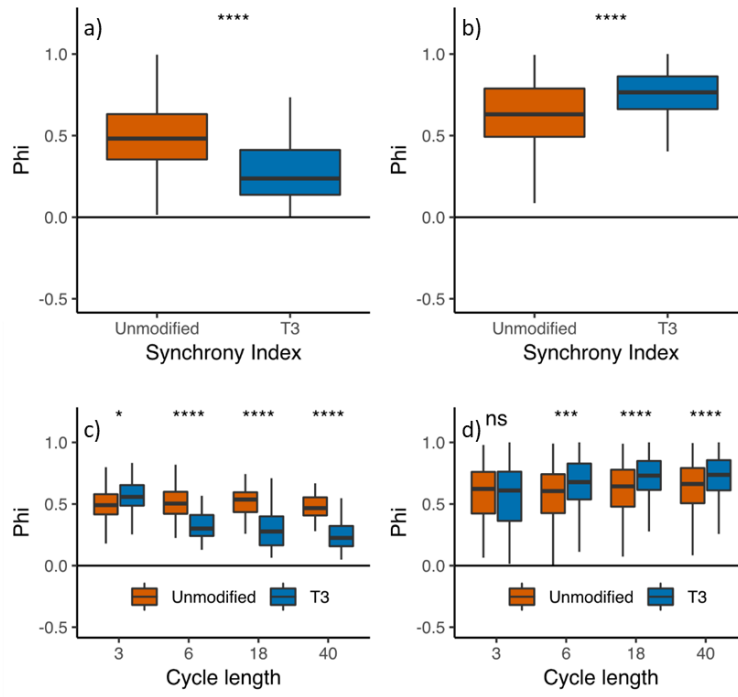 a) ****
1.0
0.5
0.0
-0.5
Phi
Unmodified T3
Synchrony Index
b) ****
1.0
0.5
0.0
-0.5
Phi
Unmodified T3
Synchrony Index
c) * **** **** ****
1.0
0.5
0.0
-0.5
Phi
Unmodified T3
3 6 18 40
Cycle length
d) ns *** **** ****
1.0
0.5
0.0
-0.5
Phi
Unmodified T3
3 6 18 40
Cycle length